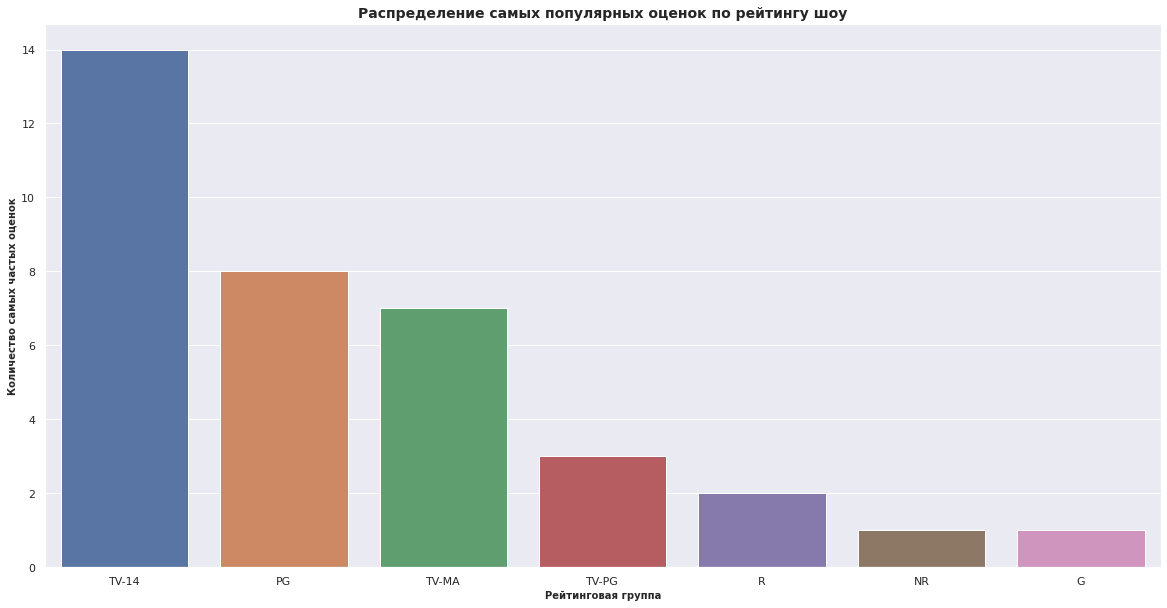 Распределение самых популярных оценок по рейтингу шоу
Количество самых частых оценок
14
12
10
8
6
4
2
0
TV-14 PG TV-MA TV-PG R NR G
Рейтинговая группа